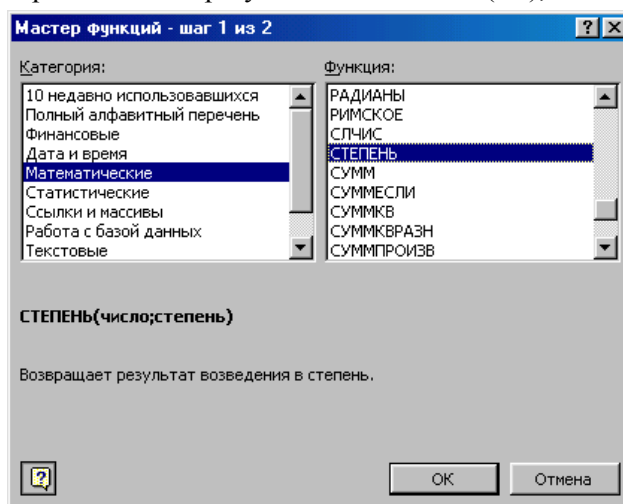 Мастер функций - шаг 1 из 2
Категория:
Функция:
10 недавно использовавшихся
Полный алфавитный перечень
Финансовые
Дата и время
Математические
Статистические
Ссылки и массивы
Работа с базой данных
Текстовые
РАДИАНЫ
РИМСКОЕ
СЛЧИС
СТЕПЕНЬ
СУММ
СУММЕСЛИ
СУММКВ
СУММКВРАЗН
СУММПРОИЗВ
СТЕПЕНЬ(число;степень)
Возвращает результат возведения в степень.
ОК
Отмена